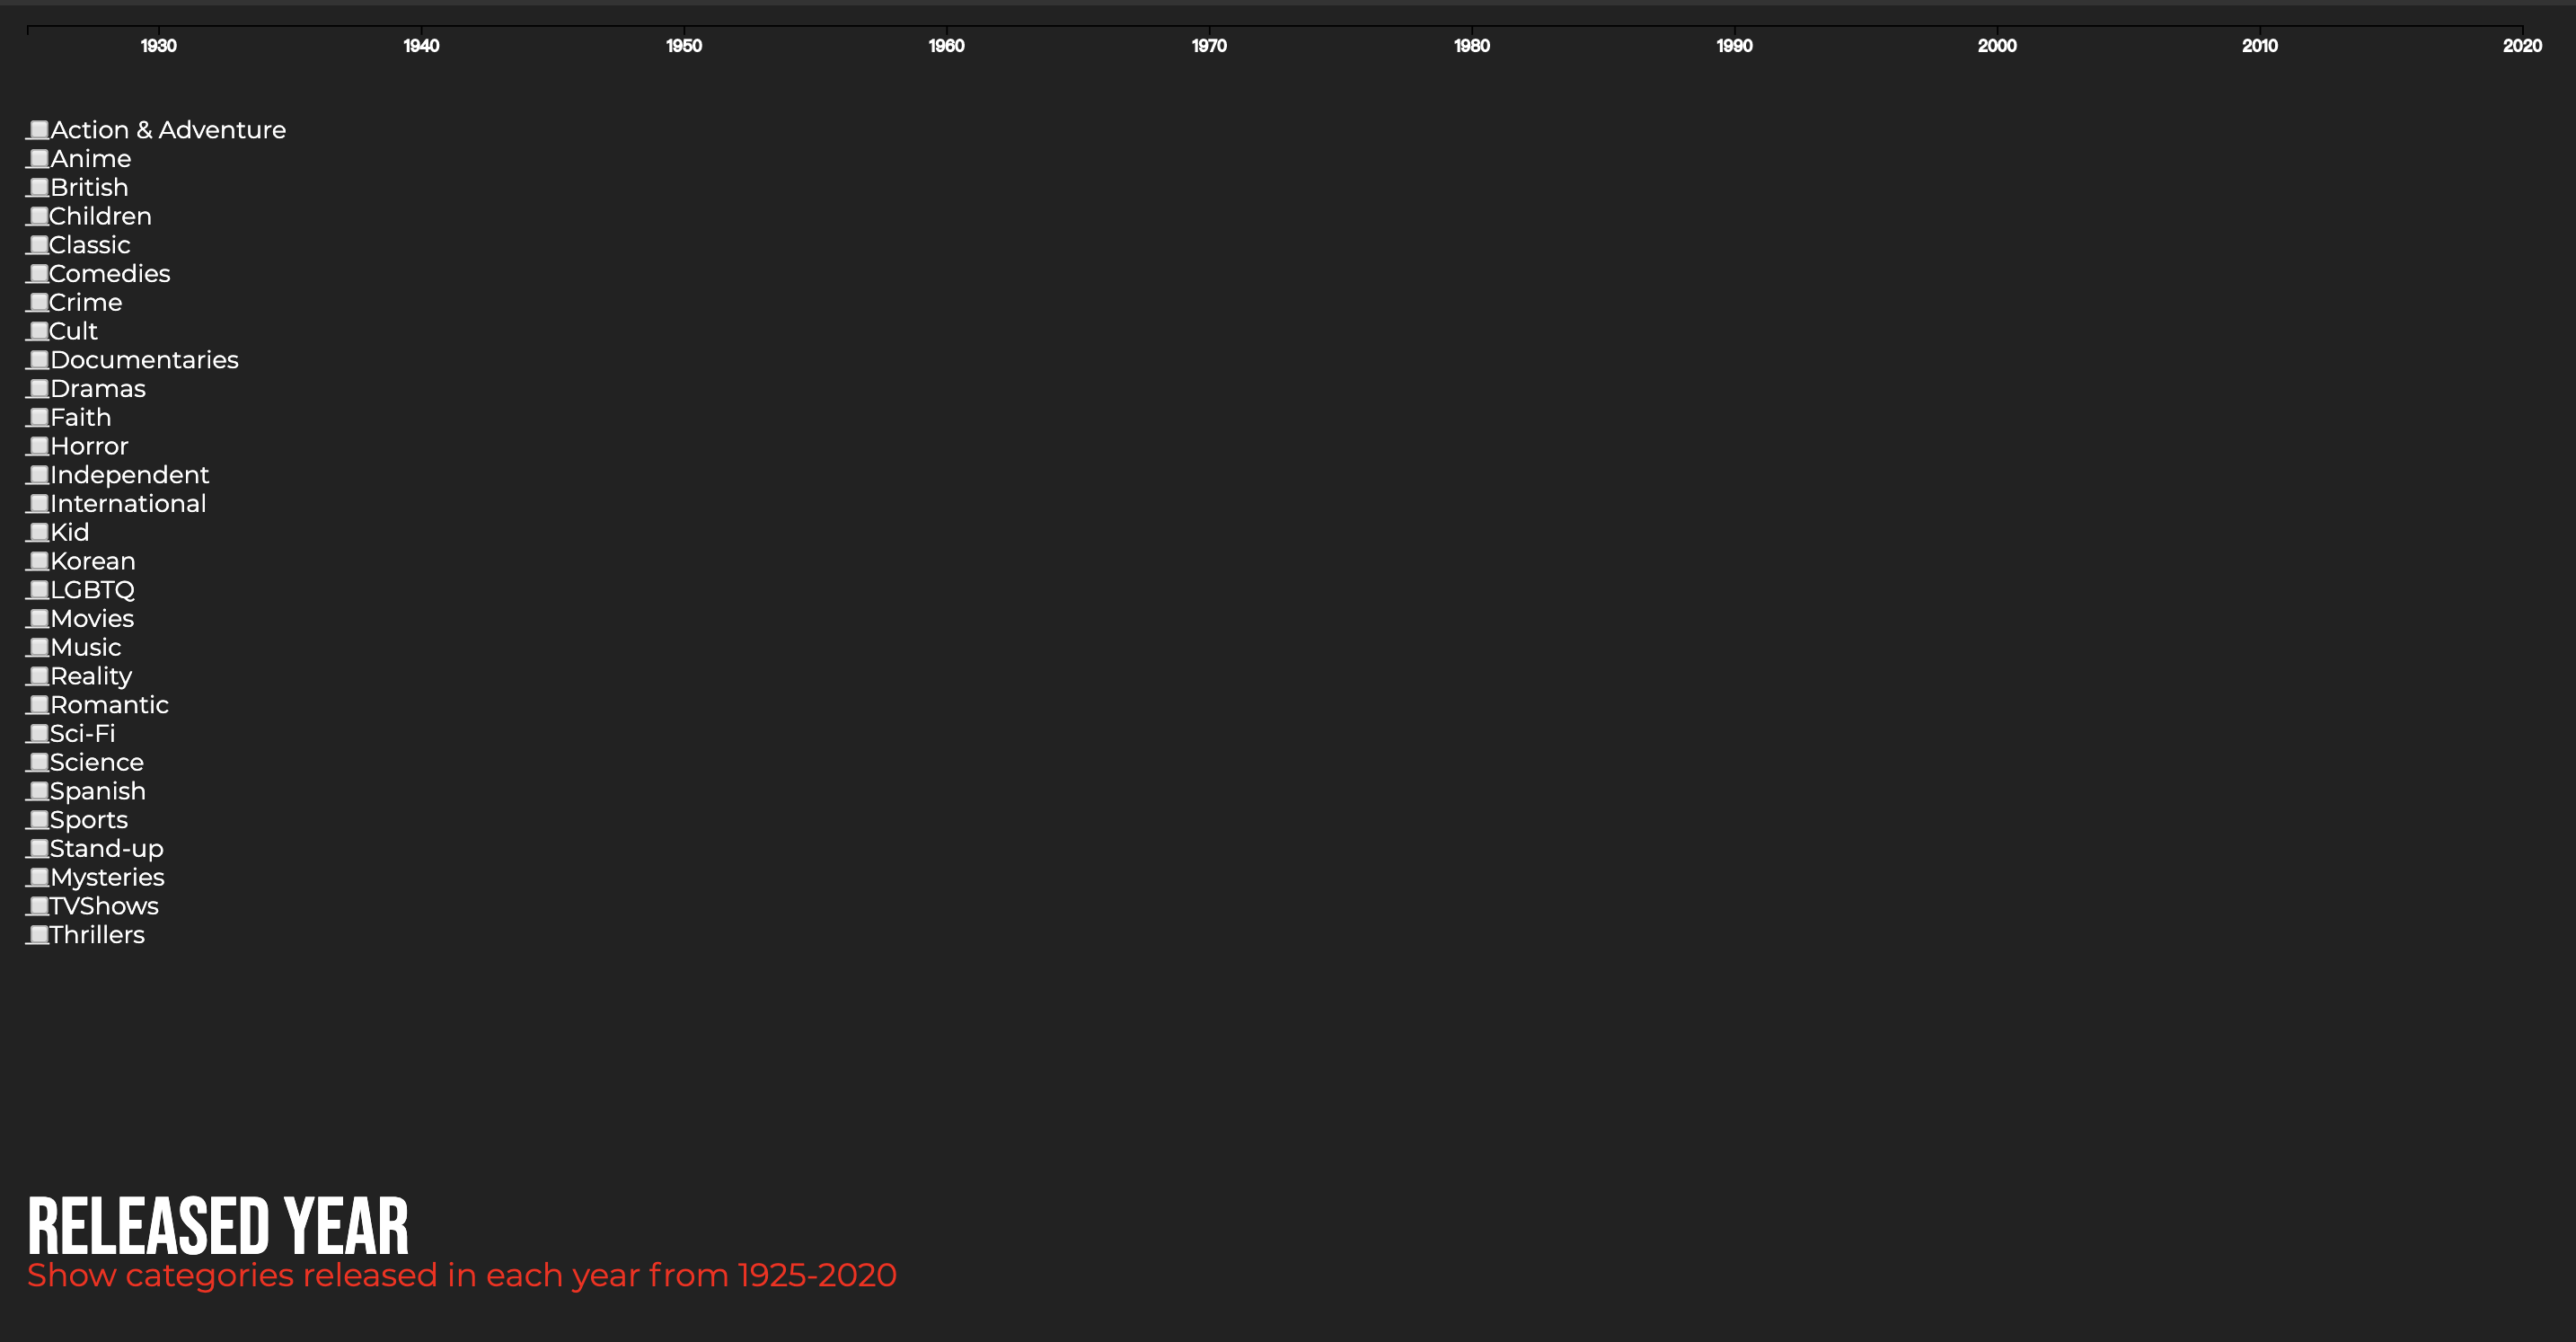 1930 1940 1950 1960 1970 1980 1990 2000 2010 2020
Action & Adventure
Anime
British
Children
Classic
Comedies
Crime
Cult
Documentaries
Dramas
Faith
Horror
Independent
International
Kid
Korean
LGBTQ
Movies
Music
Reality
Romantic
Sci-Fi
Science
Spanish
Sports
Stand-up
Mysteries
TVShows
Thrillers
RELEASED YEAR
Show categories released in each year from 1925-2020